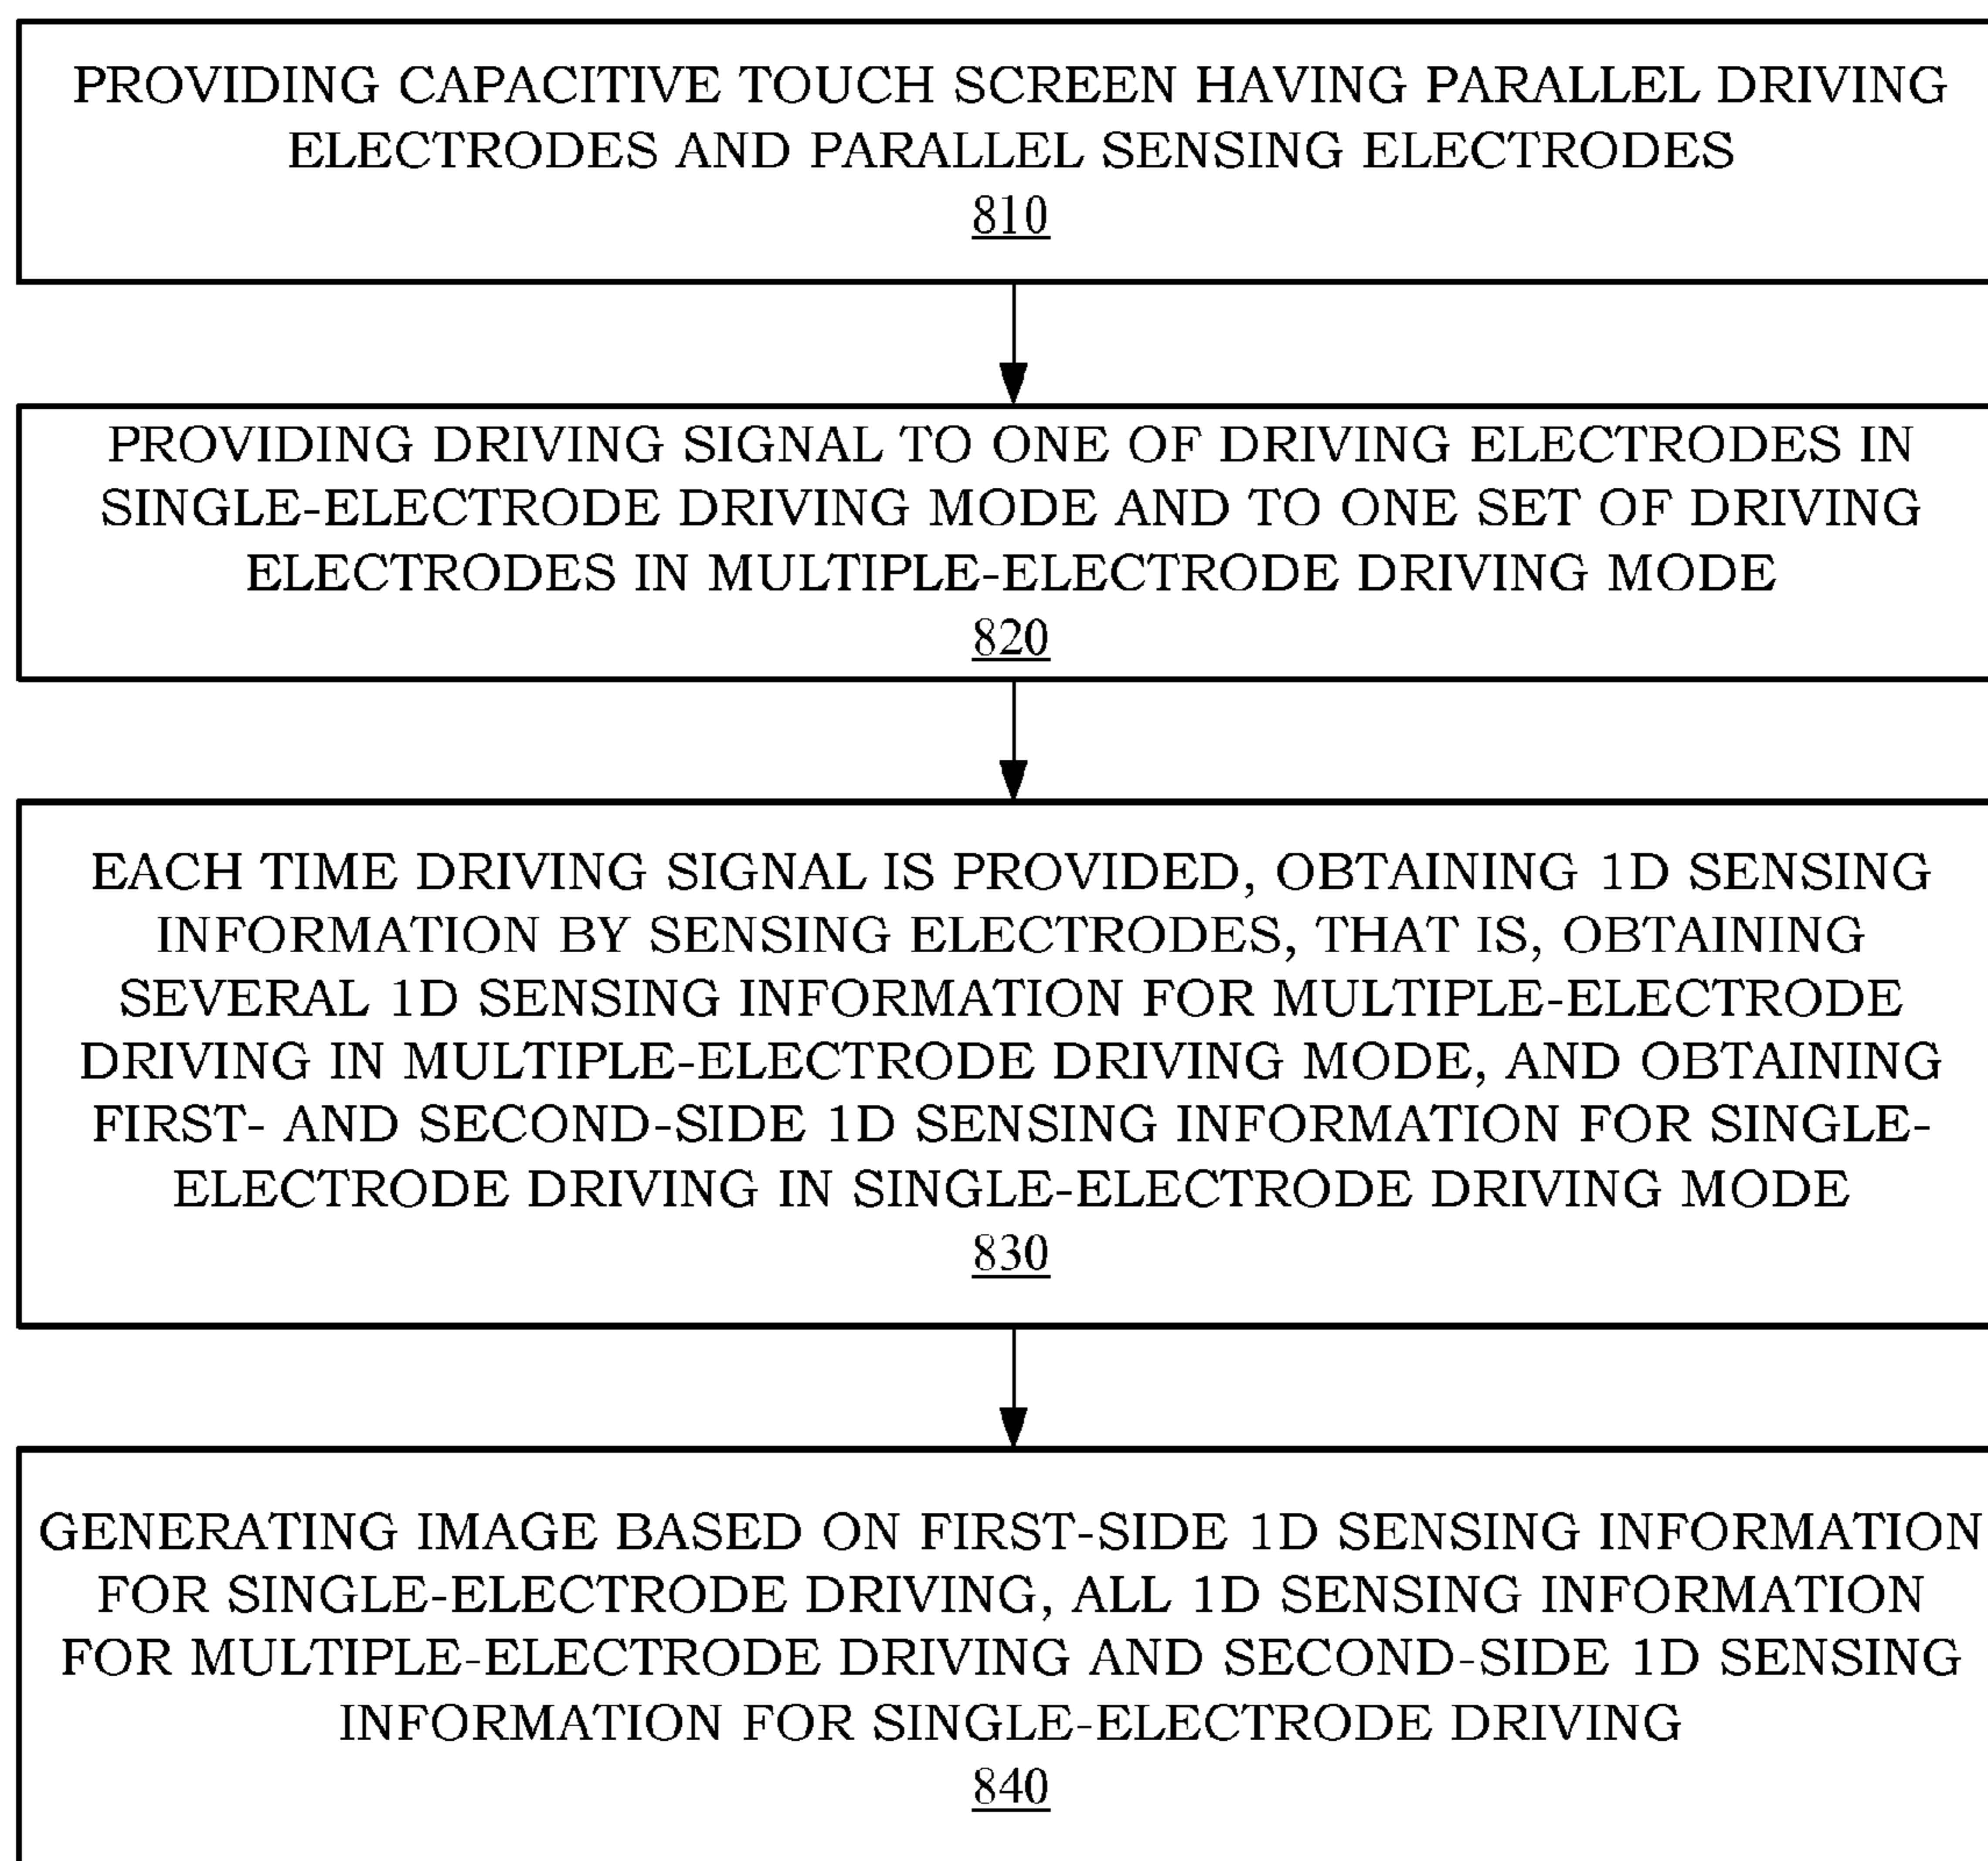 PROVIDING CAPACITIVE TOUCH SCREEN HAVING PARALLEL DRIVING
ELECTRODES AND PARALLEL SENSING ELECTRODES
810
PROVIDING DRIVING SIGNAL TO ONE OF DRIVING ELECTRODES IN
SINGLE-ELECTRODE DRIVING MODE AND TO ONE SET OF DRIVING
ELECTRODES IN MULTIPLE-ELECTRODE DRIVING MODE
820
EACH TIME DRIVING SIGNAL IS PROVIDED, OBTAINING 1D SENSING
INFORMATION BY SENSING ELECTRODES, THAT IS, OBTAINING
SEVERAL 1D SENSING INFORMATION FOR MULTIPLE-ELECTRODE
DRIVING IN MULTIPLE-ELECTRODE DRIVING MODE, AND OBTAINING
FIRST- AND SECOND-SIDE 1D SENSING INFORMATION FOR SINGLE-
ELECTRODE DRIVING IN SINGLE-ELECTRODE DRIVING MODE
830
GENERATING IMAGE BASED ON FIRST-SIDE 1D SENSING INFORMATION
FOR SINGLE-ELECTRODE DRIVING, ALL 1D SENSING INFORMATION
FOR MULTIPLE-ELECTRODE DRIVING AND SECOND-SIDE 1D SENSING
INFORMATION FOR SINGLE-ELECTRODE DRIVING
840